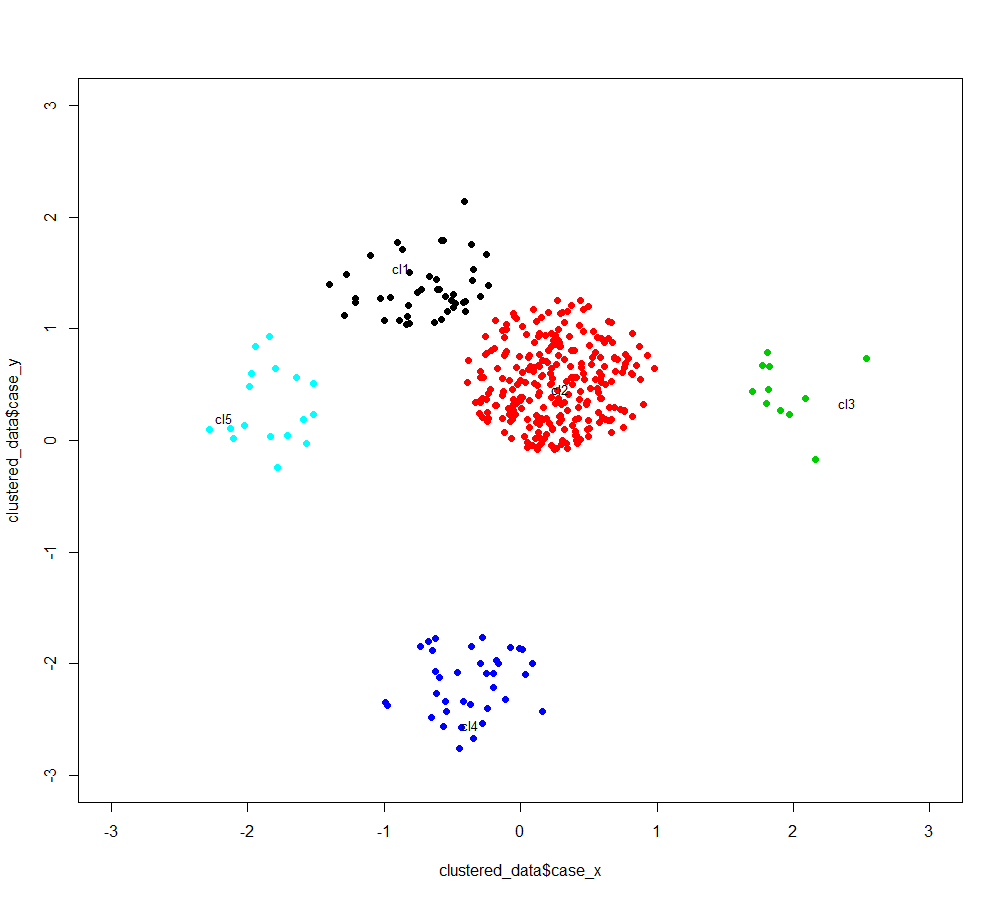 3
2
1
0
-1
-2
-3
clustered_data$case_y
cl1
cl2
cl3
cl5
cl4
-3
-2
-1
0
1
2
3
clustered_data$case_x